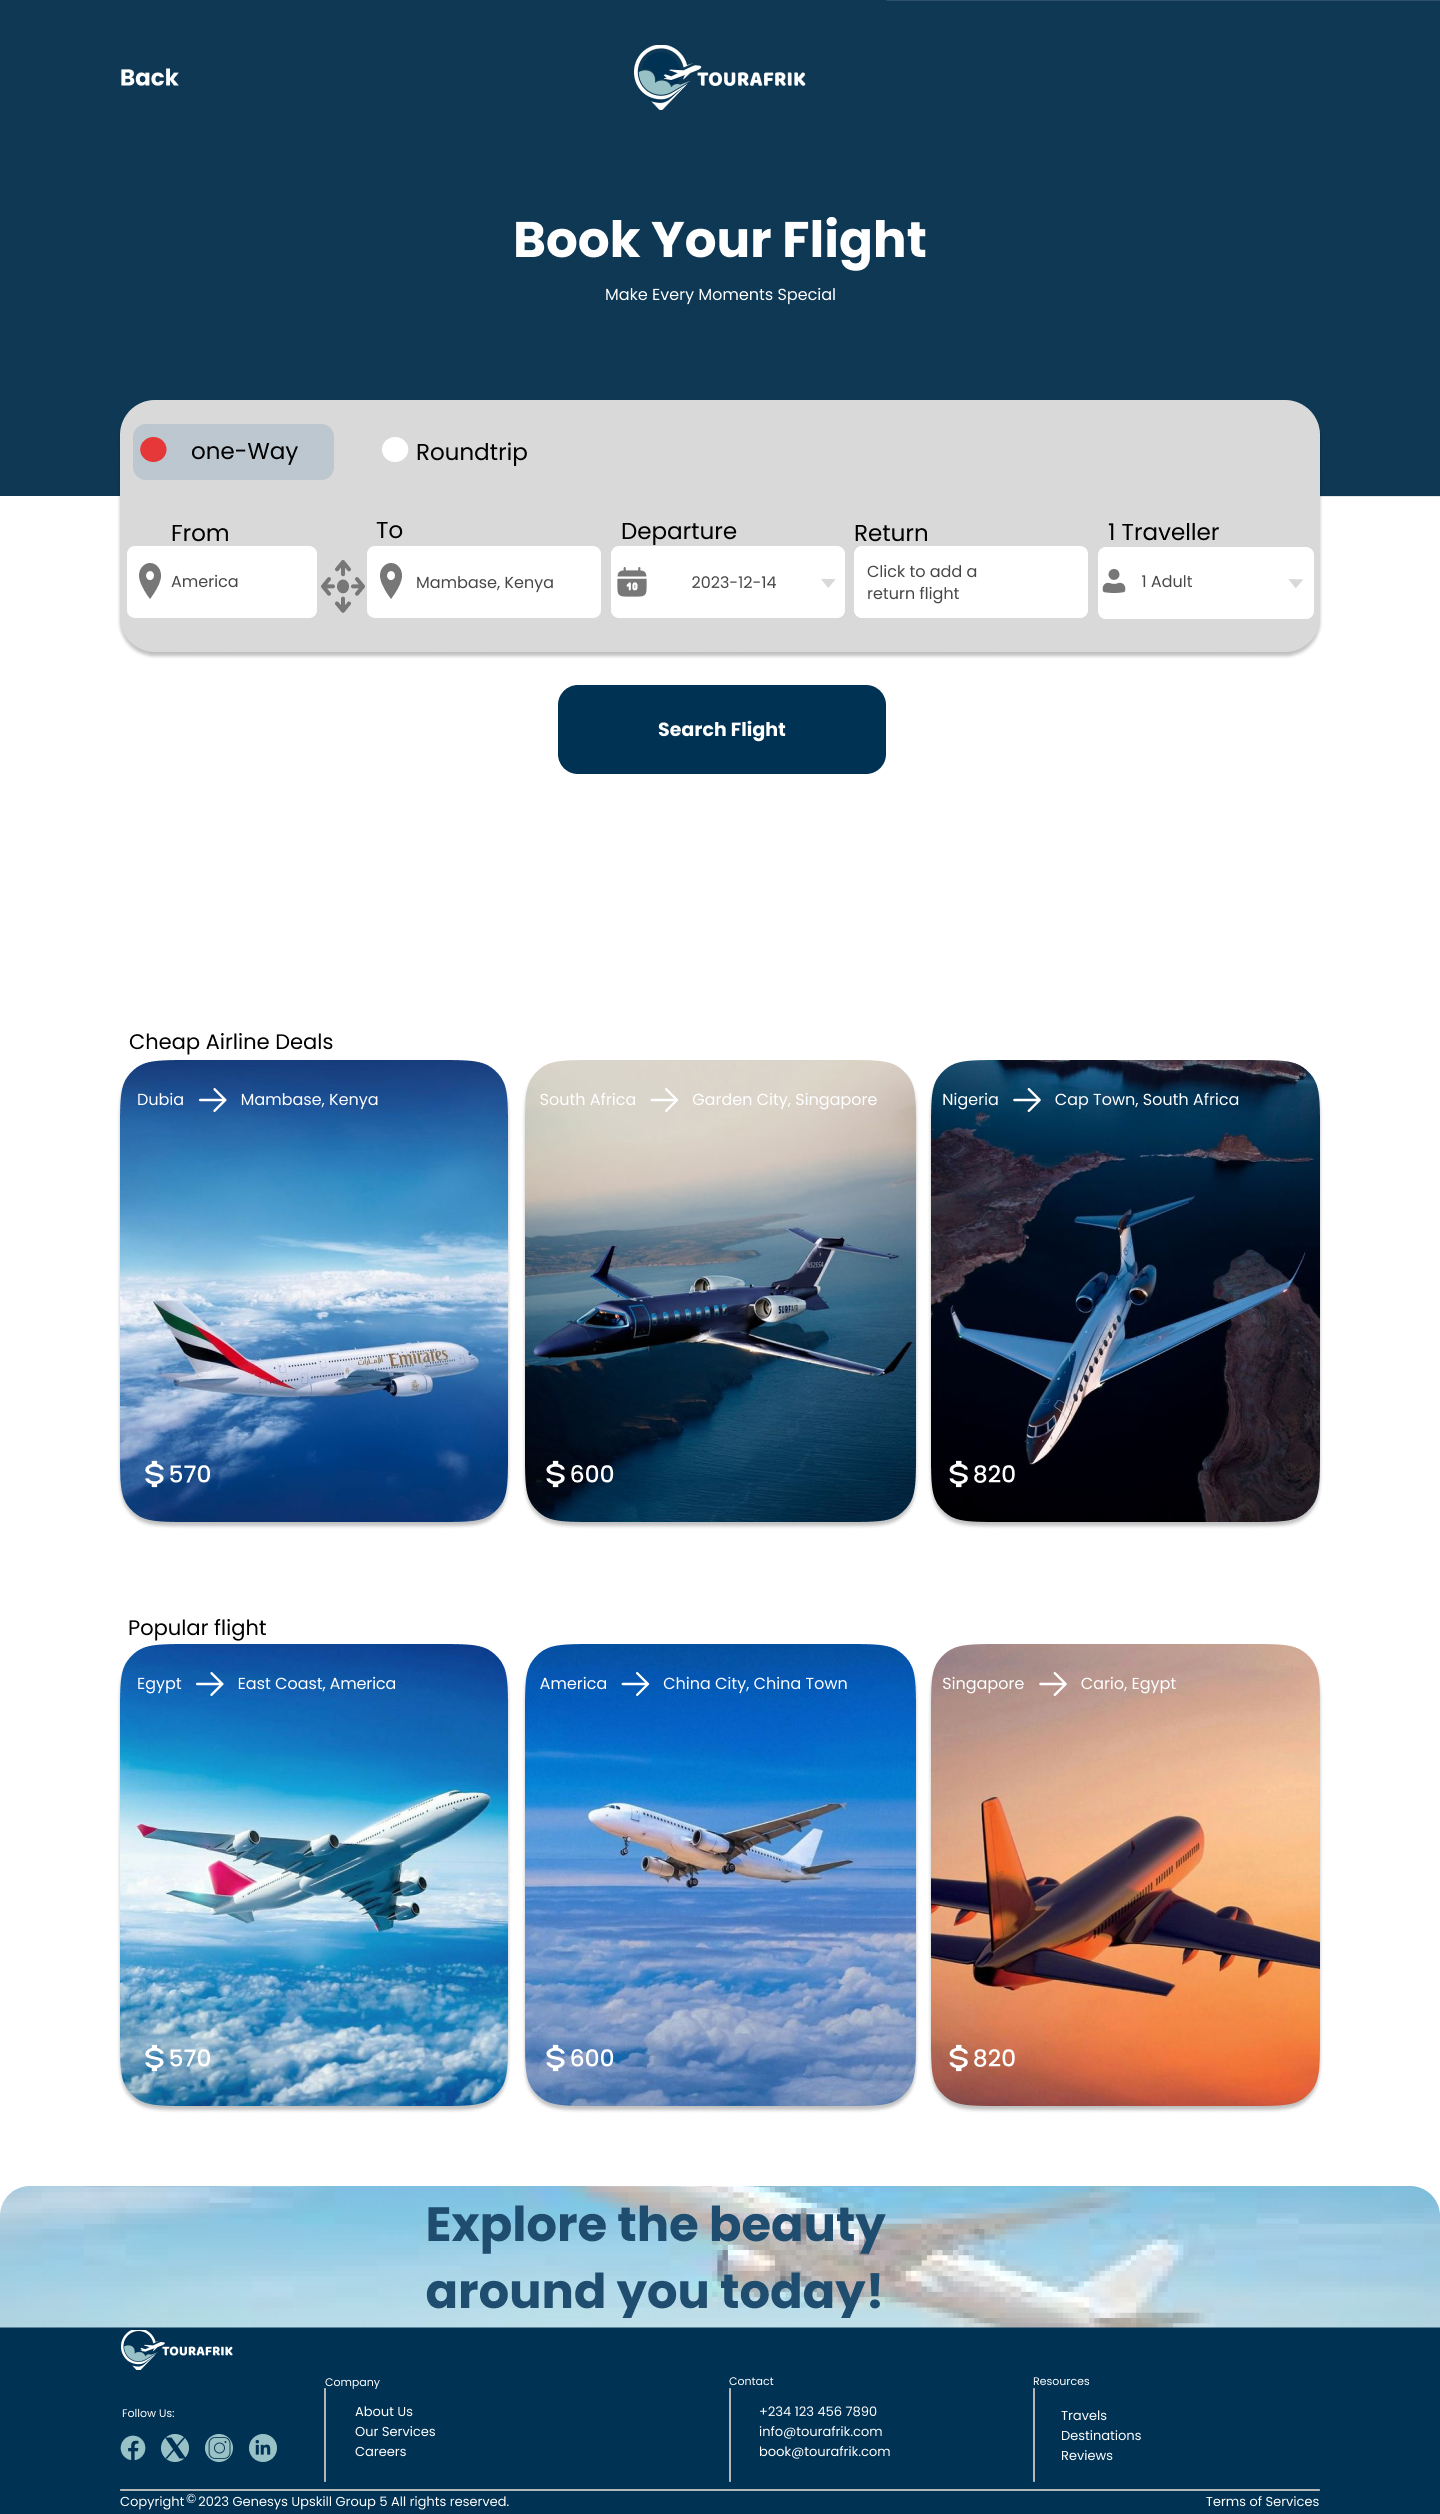 Back
TOURAFRIK
Book Your Flight
Make Every Moments Special
one-Way
Roundtrip
From
To
Departure
Return
1 Traveller
America
Mambase, Kenya
10
2023-12-14
Click to add a
return flight
1 Adult
Search Flight
Cheap Airline Deals
Dubia
Mambase, Kenya
South Africa
Garden City, Singapore
Nigeria
Cap Town, South Africa
Emirates
SURFAIR
$ 570
$ 600
$ 820
Popular flight
Egypt
East Coast, America
America
China City, China Town
Singapore
Cario, Egypt
$ 570
$ 600
$ 820
Explore the beauty
around you today!
TOURAFRIK
Follow Us:
Company
About Us
Our Services
Careers
Contact
+234 123 456 7890
info@tourafrik.com
book@tourafrik.com
Resources
Travels
Destinations
Reviews
Copyright © 2023 Genesys Upskill Group 5 All rights reserved.
Terms of Services